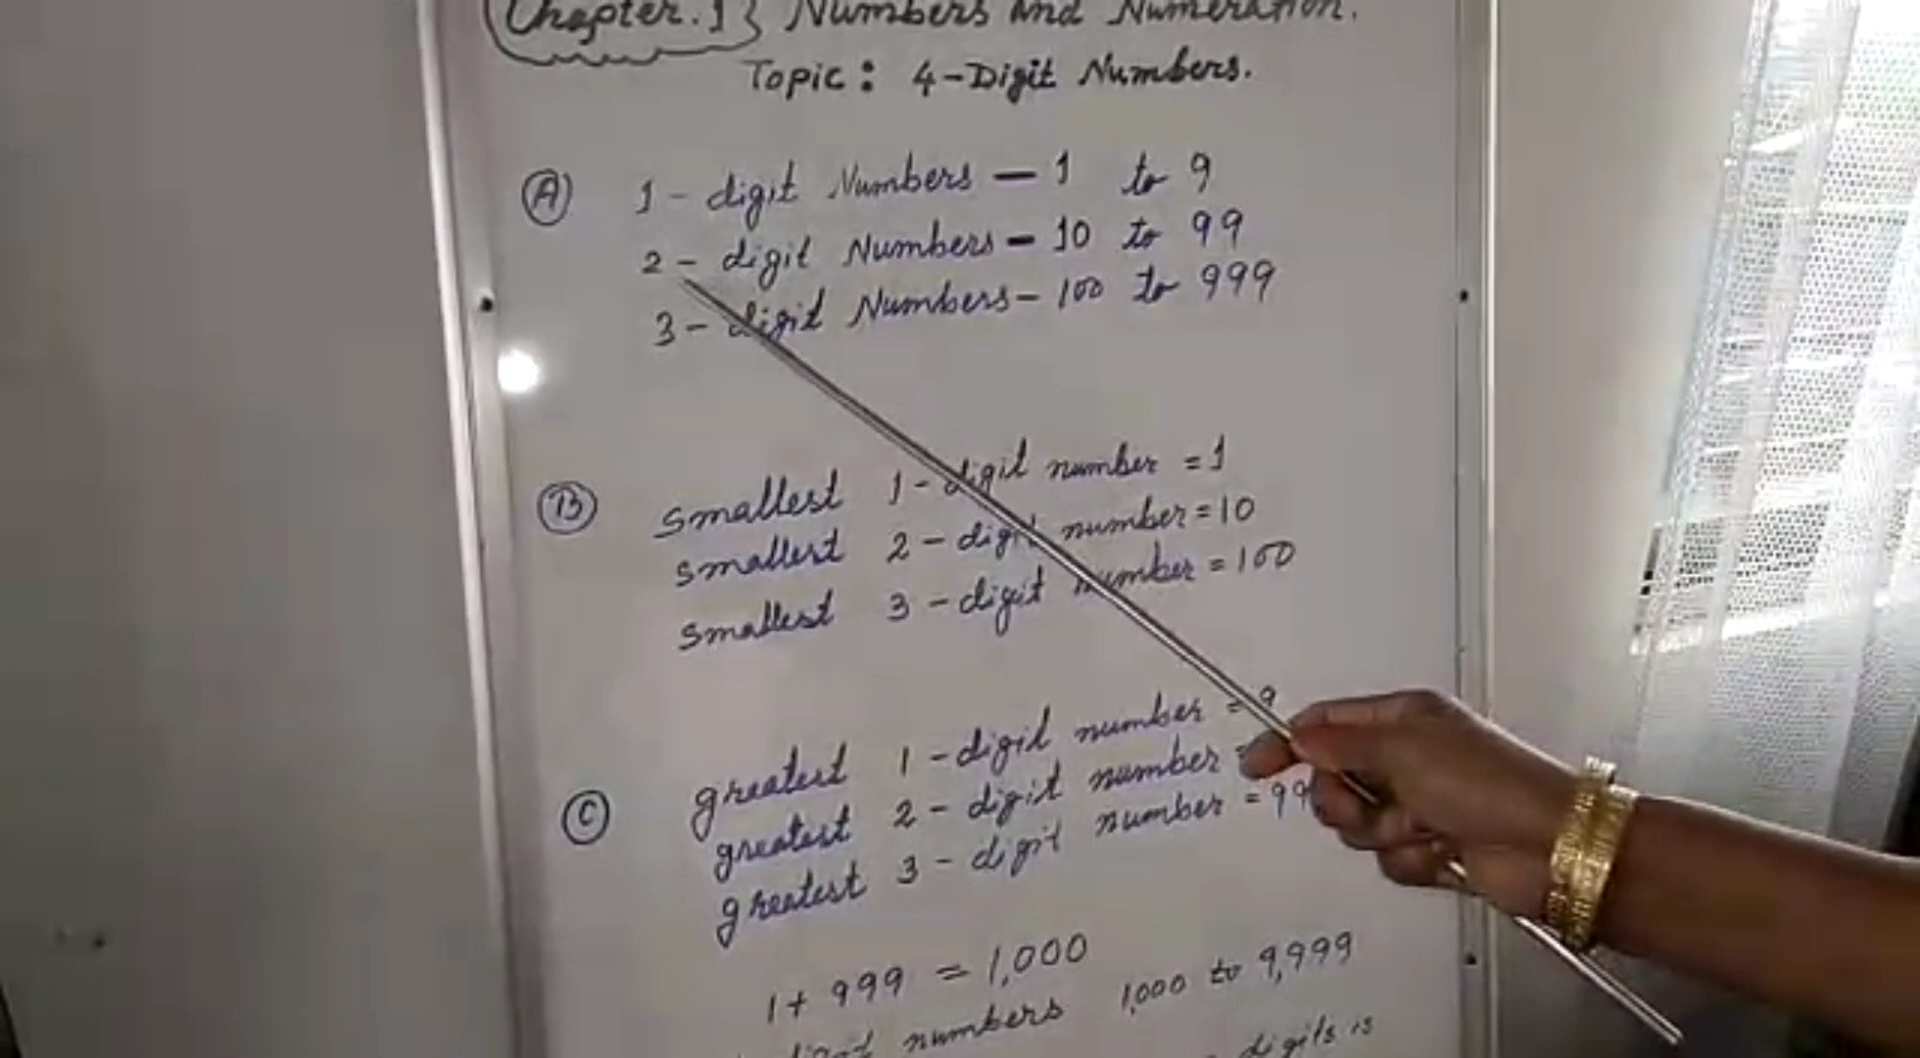 Chapter.1} Numbers and Numeration.
Topic: 4-Digit Numbers.
(A) 1 - digit Numbers — 1 to 9
2 - digit Numbers — 10 to 99
3 - digit Numbers — 100 to 999
(B) smallest 1 - digit number = 1
smallest 2 - digit number = 10
smallest 3 - digit number = 100
(C) greatest 1 - digit number = 9
greatest 2 - digit number =
greatest 3 - digit number = 99
1 + 999 = 1,000
digit numbers 1,000 to 9,999
digits is